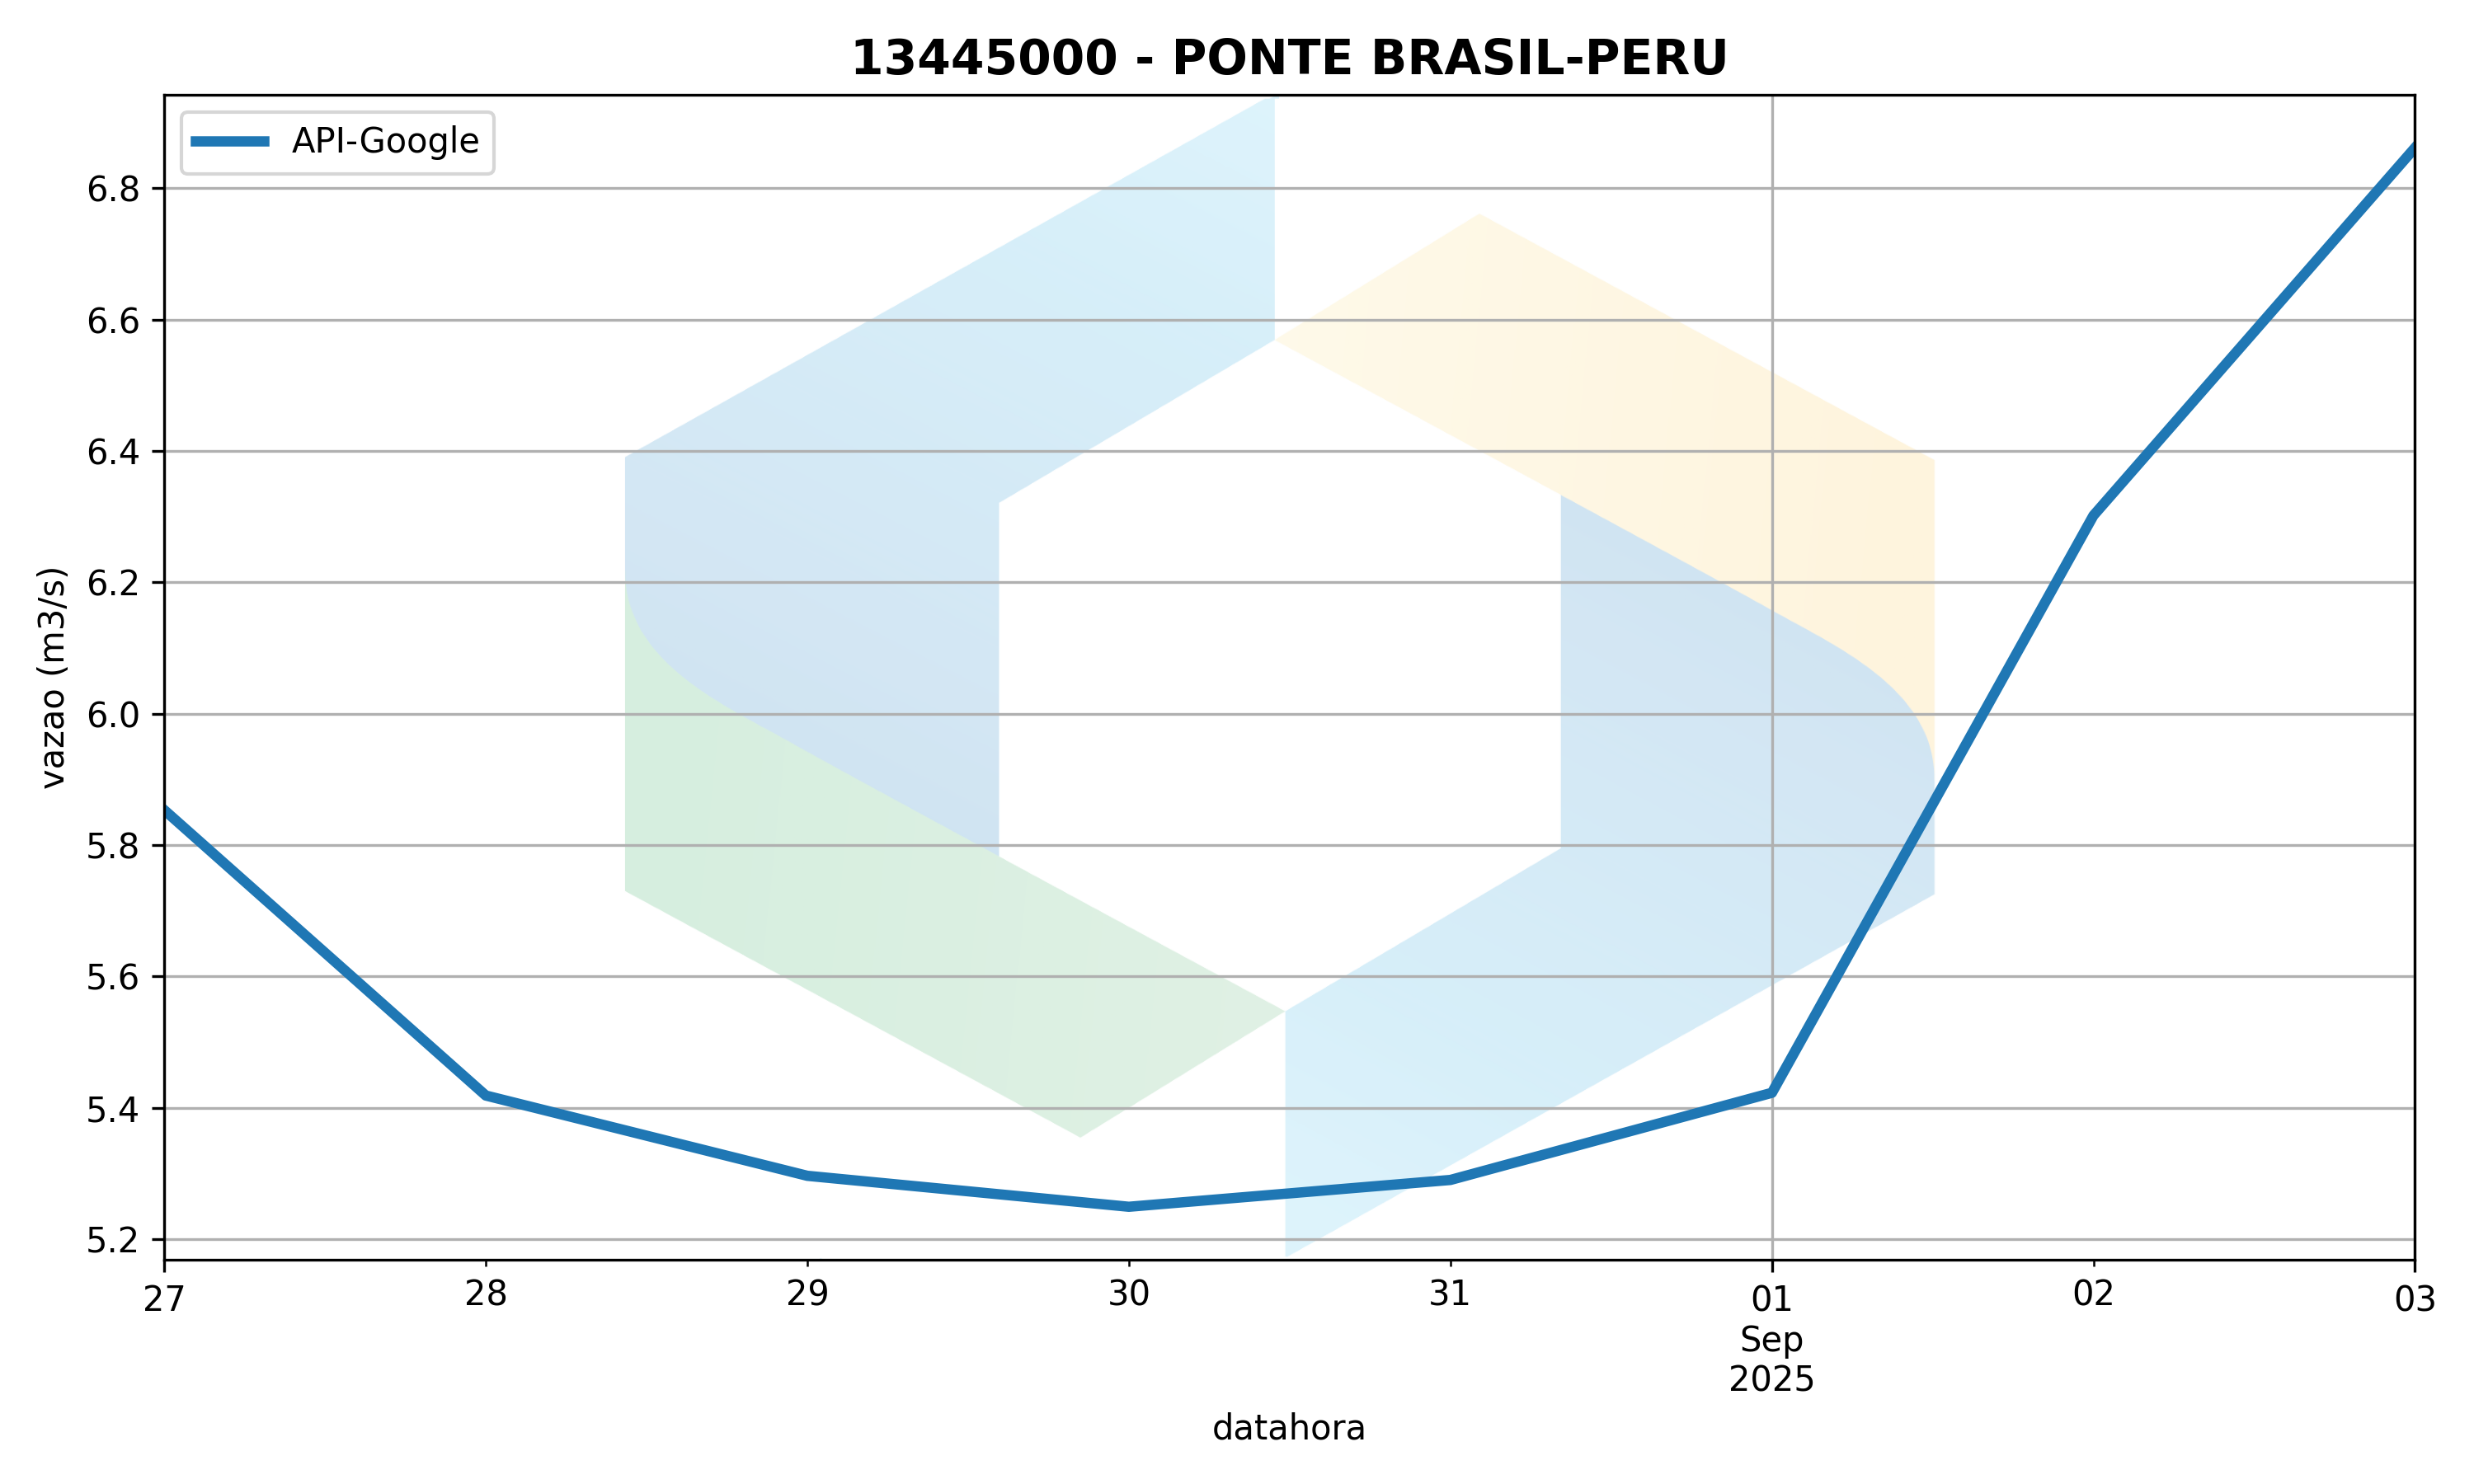 13445000 - PONTE BRASIL-PERU
API-Google
6.8
6.6
6.4
6.2
6.0
5.8
5.6
5.4
5.2
vazao (m3/s)
27 28 29 30 31 01 02 03
Sep
2025
datahora